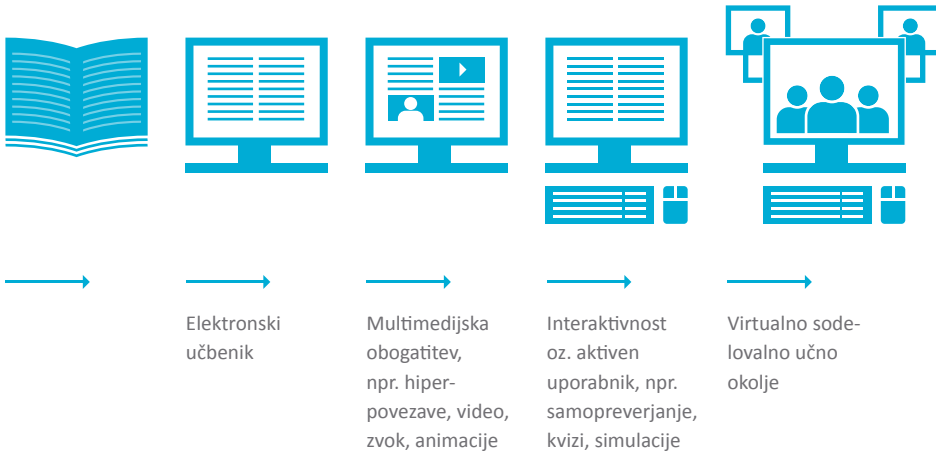 Elektronski
učbenik
Multimedijska
obogatitev,
npr. hiper-
povezave, video,
zvok, animacije
Interaktivnost
oz. aktiven
uporabnik, npr.
samopreverjanje,
kvizi, simulacije
Virtualno sode-
lovalno učno
okolje